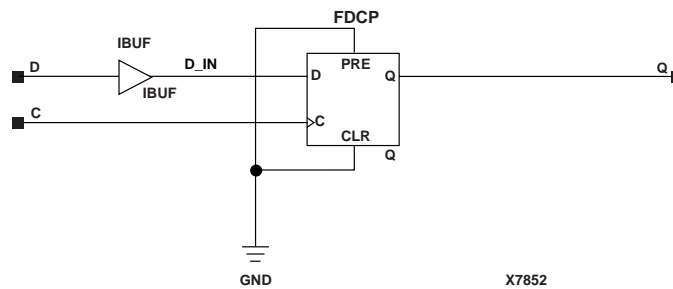 FDCP
IBUF
D
D_IN
D
PRE
Q
Q
IBUF
C
C
CLR
Q
GND
X7852